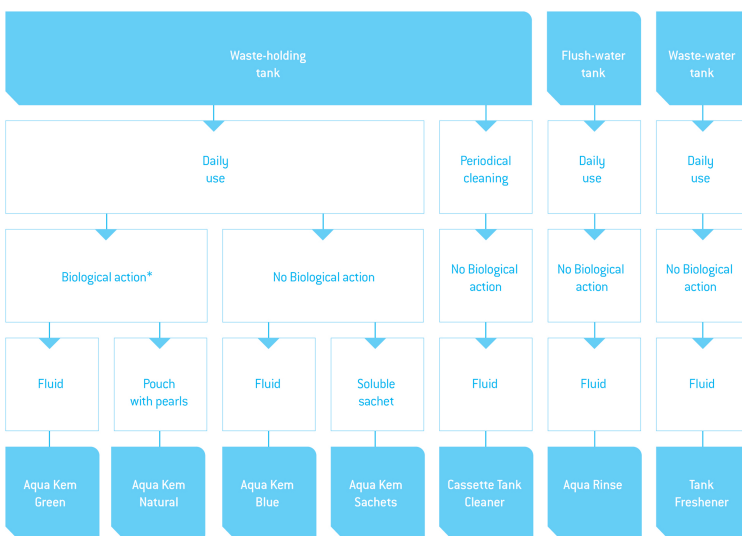 Waste-holding
tank
Flush-water
tank
Waste-water
tank
Daily
use
Periodical
cleaning
Daily
use
Daily
use
Biological action*
No Biological action
No Biological
action
No Biological
action
No Biological
action
Fluid
Pouch
with pearls
Fluid
Soluble
sachet
Fluid
Fluid
Fluid
Aqua Kem
Green
Aqua Kem
Natural
Aqua Kem
Blue
Aqua Kem
Sachets
Cassette Tank
Cleaner
Aqua Rinse
Tank
Freshener